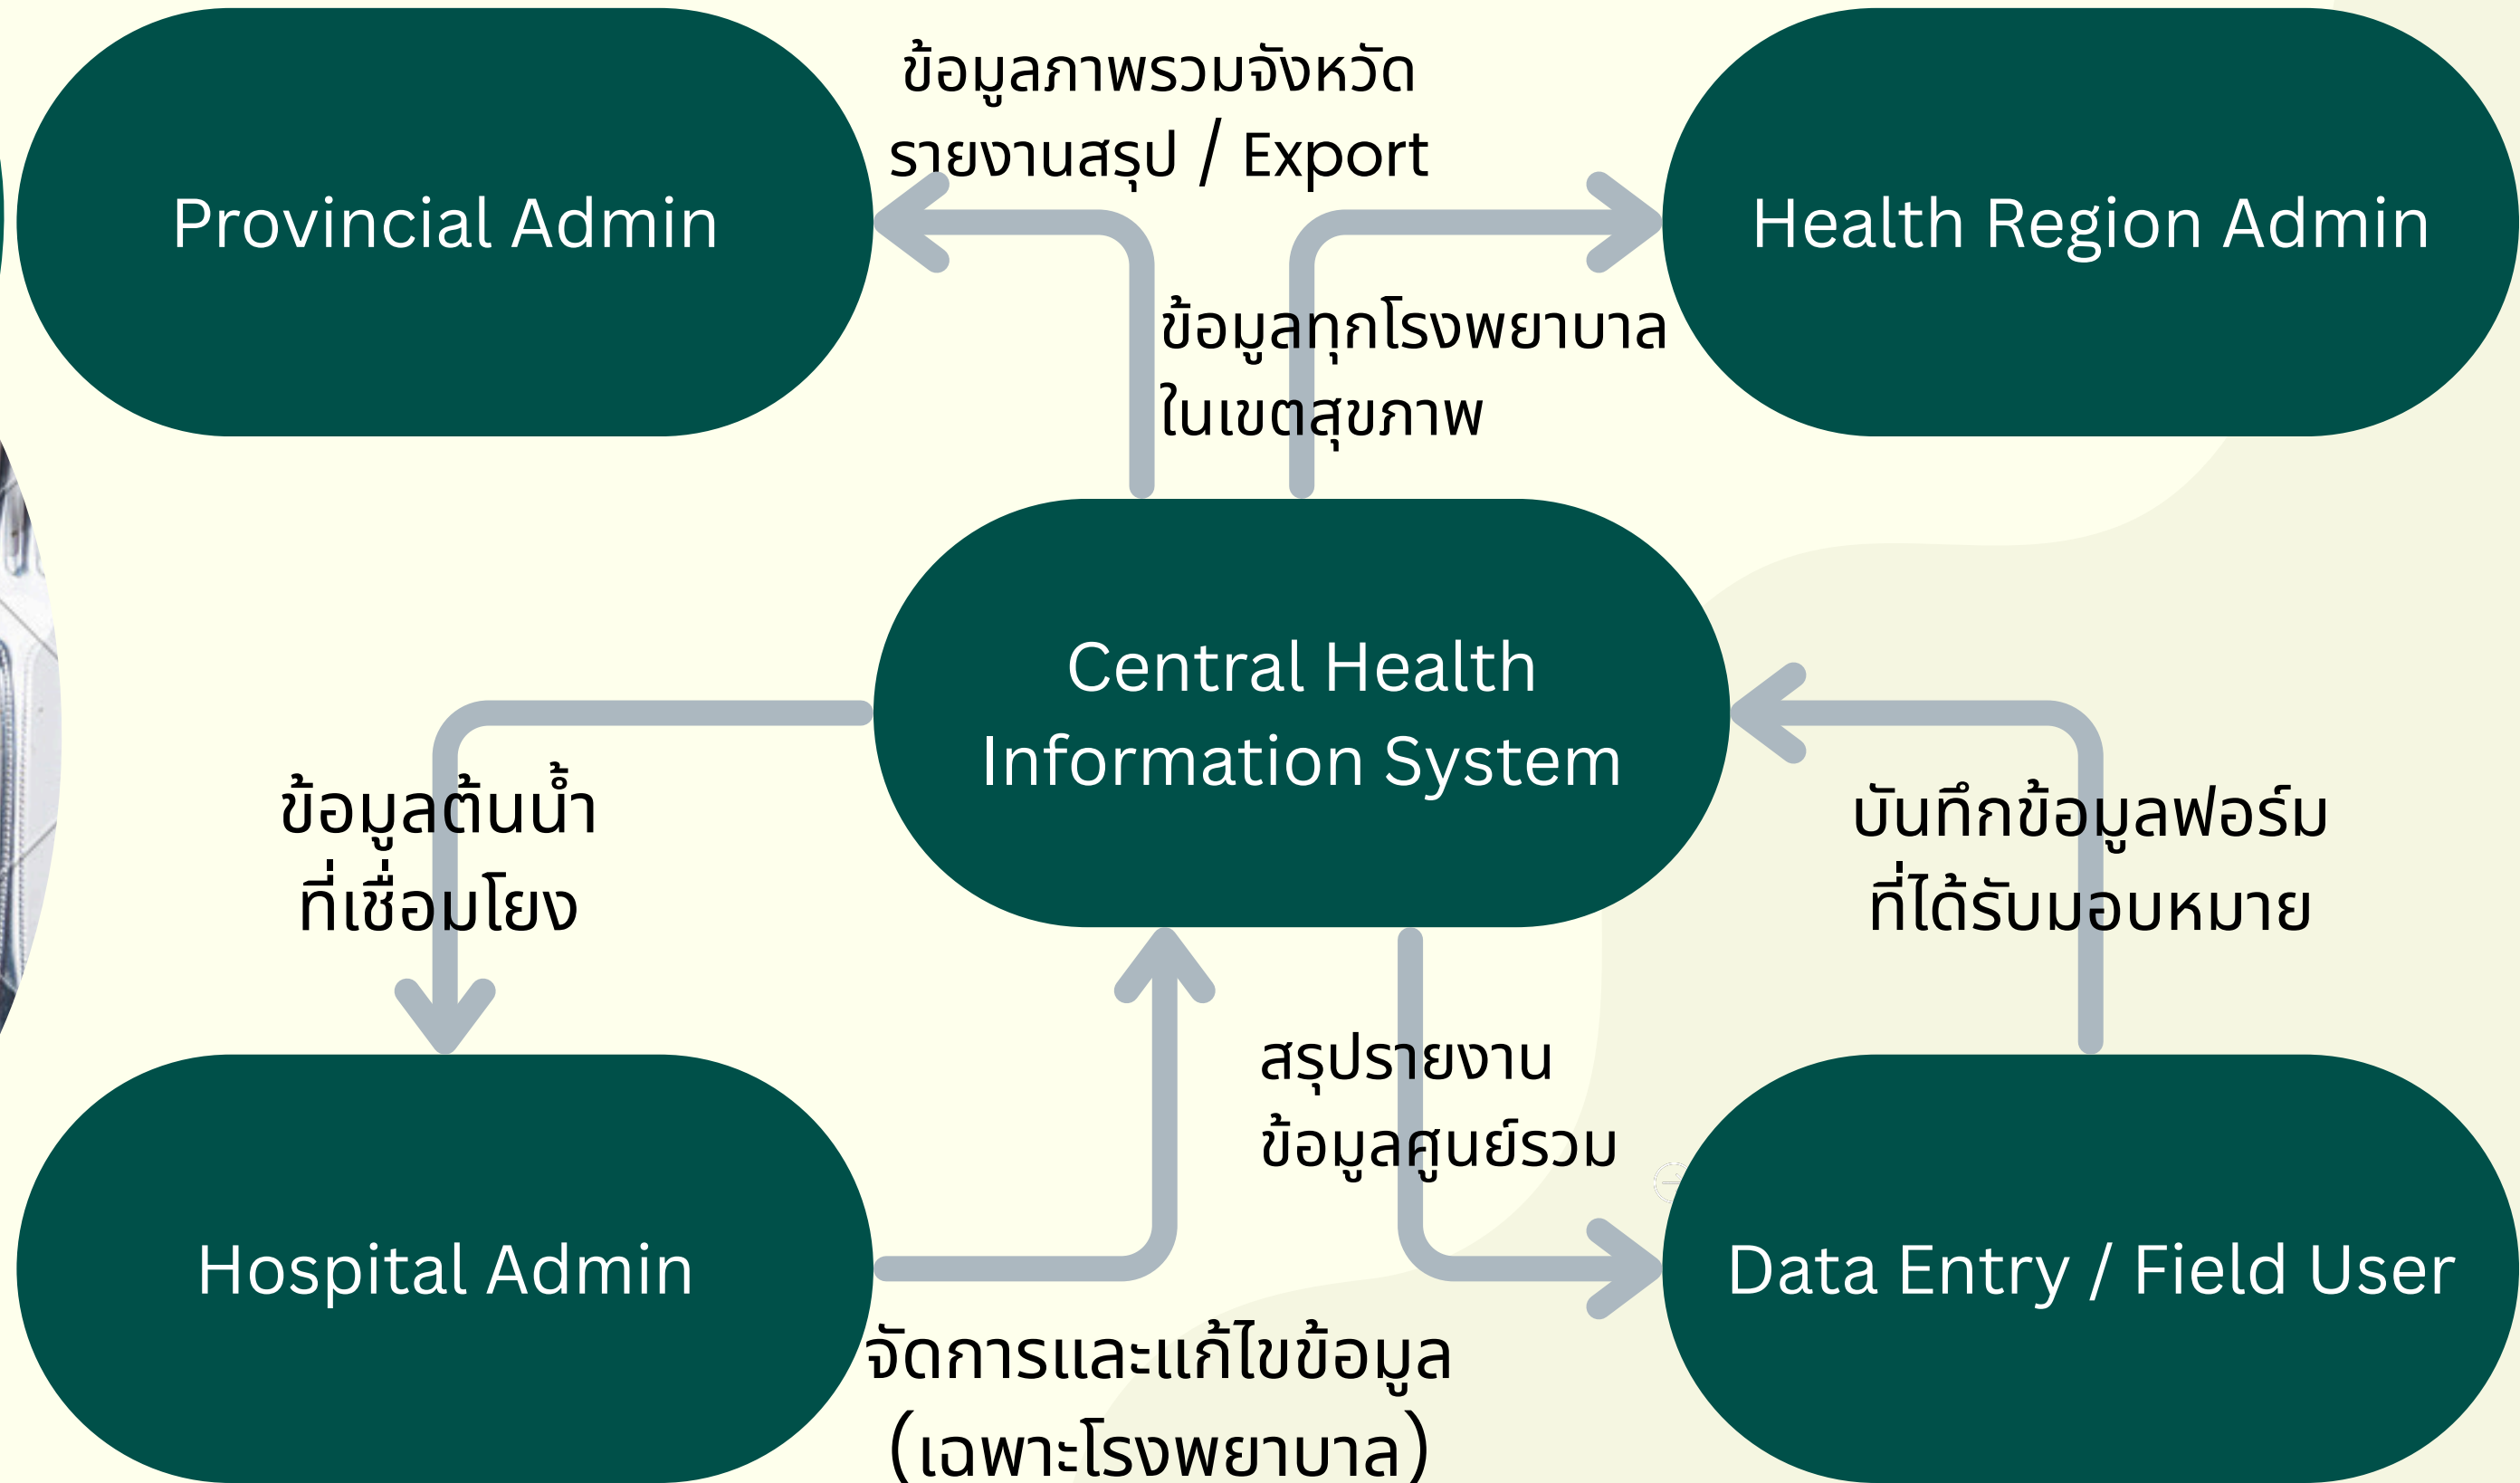 ข้อมูลภาพรวมจังหวัด
รายงานสรุป / Export
Provincial Admin
Health Region Admin
ข้อมูลทุกโรงพยาบาล
ในเขตสุขภาพ
Central Health
Information System
ข้อมูลต้นน้ำ
ที่เชื่อมโยง
บันทึกข้อมูลฟอร์ม
ที่ได้รับมอบหมาย
สรุปรายงาน
ข้อมูลศูนย์รวม
Hospital Admin
Data Entry / Field User
จัดการและแก้ไขข้อมูล
(เฉพาะโรงพยาบาล)